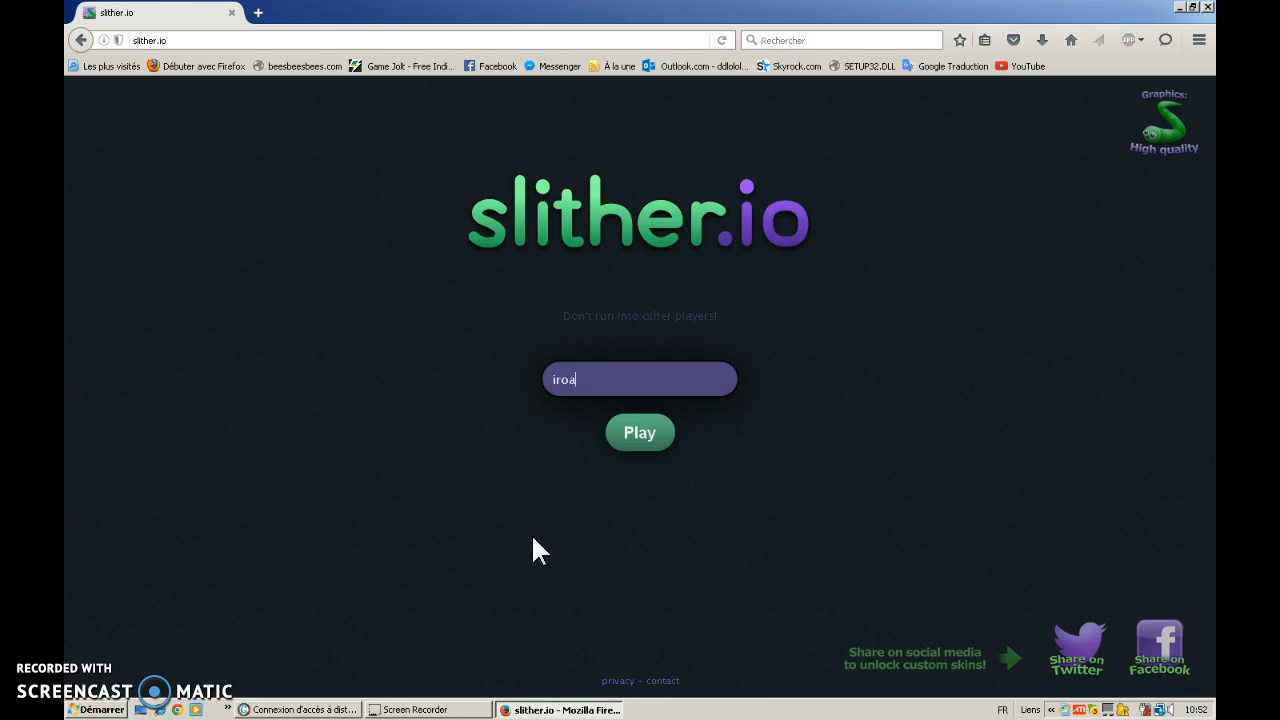 slither.io
slither.io
Rechercher
ABP
Les plus visités
Débuter avec Firefox
beesbeesbees.com
Game Jolt - Free Indi...
Facebook
Messenger
À la une
Outlook.com - ddlolol...
Skyrock.com
SETUP32.DLL
Google Traduction
YouTube
Graphics:
High quality
slither.io
Don't run into other players!
iroa
Play
Share on social media
to unlock custom skins!
Share on
Twitter
Share on
Facebook
privacy - contact
RECORDED WITH
SCREENCAST MATIC
Démarrer
Connexion d'accès à dist...
Screen Recorder
slither.io - Mozilla Fire...
FR
Liens
10:52